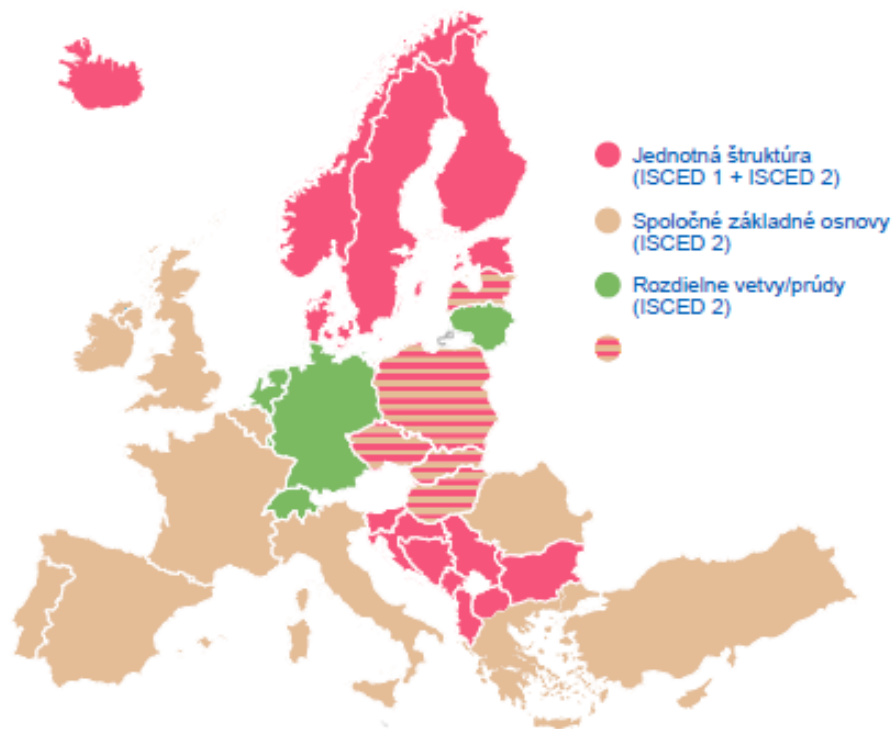 Jednotná štruktúra
(ISCED 1 + ISCED 2)
Spoločné základné osnovy
(ISCED 2)
Rozdielne vetvy/prúdy
(ISCED 2)